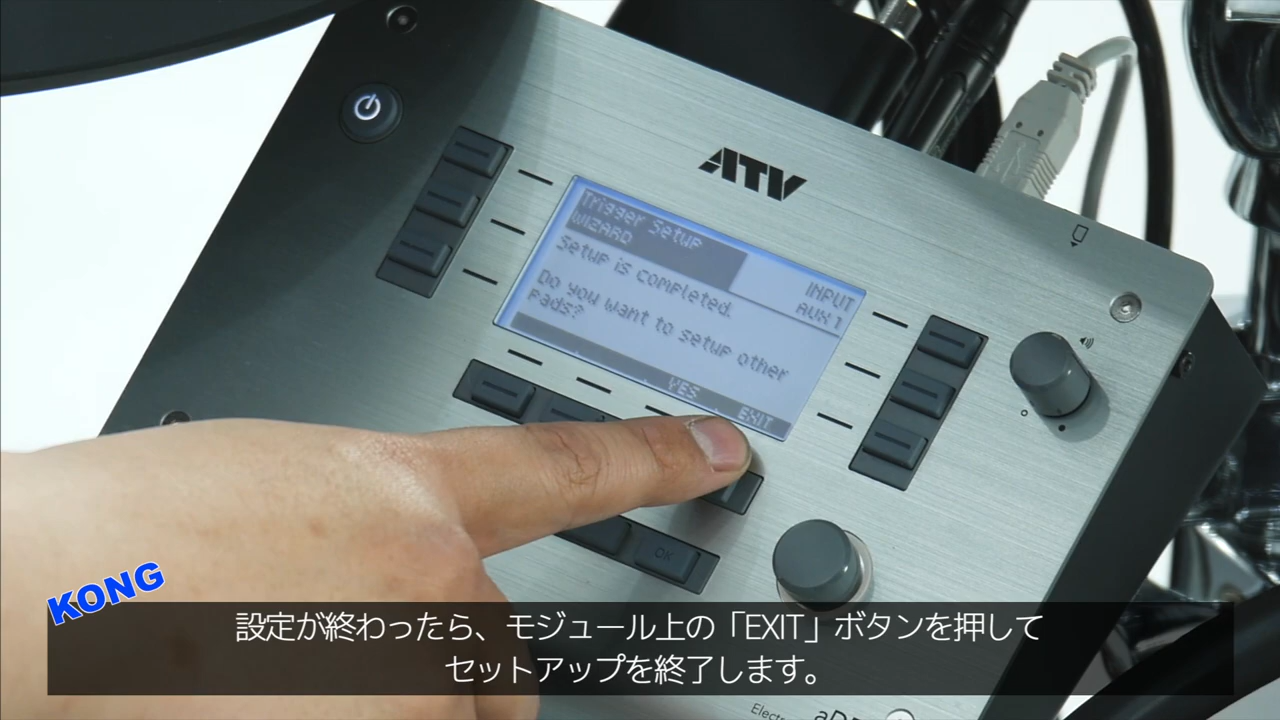 ATV
Trigger Setup
WIZARD
INPUT
AUX 1
Setup is completed.
Do you want to setup other
Pads?
YES
EXIT
OK
KONG
設定が終わったら、モジュール上の「EXIT」ボタンを押して
セットアップを終了します。